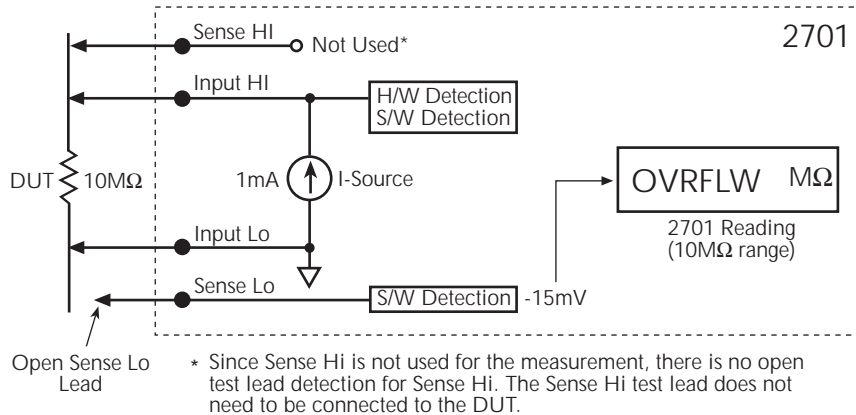 2701
Sense HI
Not Used*
Input HI
H/W Detection
S/W Detection
DUT
10MΩ
1mA
I-Source
OVRFLW MΩ
2701 Reading
(10MΩ range)
Input Lo
Sense Lo
S/W Detection
-15mV
Open Sense Lo
Lead
* Since Sense Hi is not used for the measurement, there is no open
test lead detection for Sense Hi. The Sense Hi test lead does not
need to be connected to the DUT.